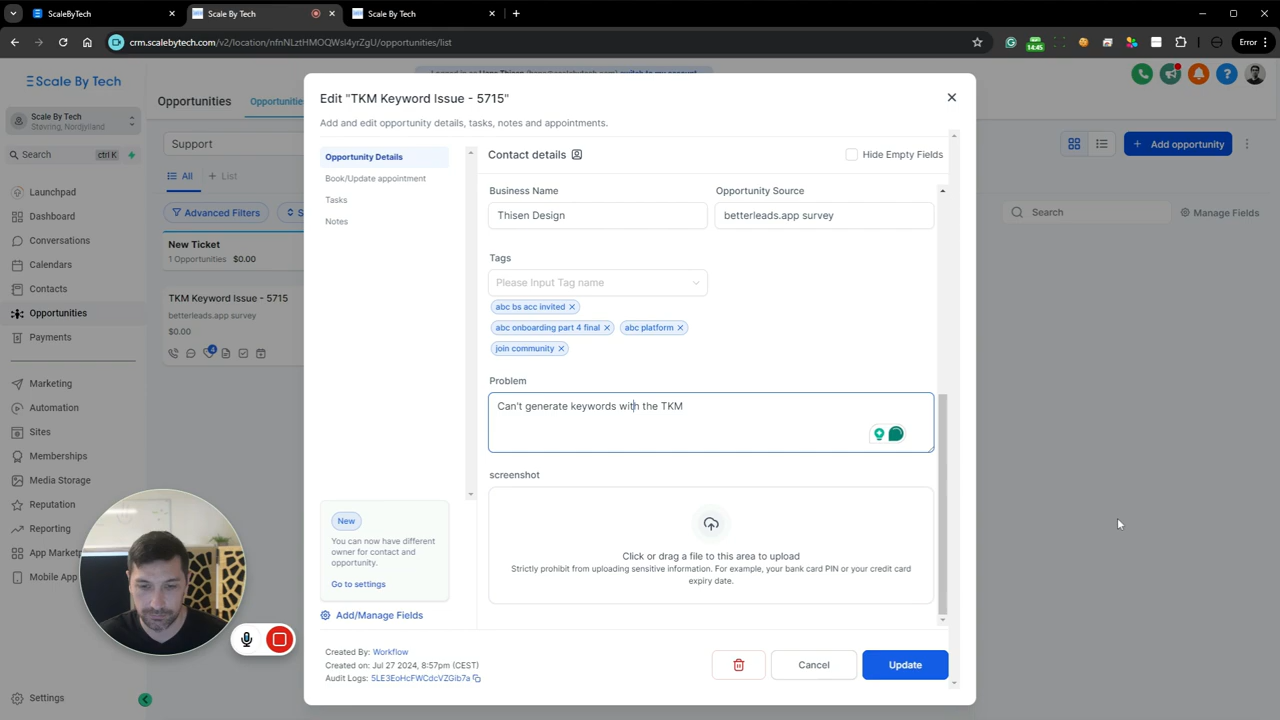 ScaleByTech
Scale By Tech
Scale By Tech
crm.scalebytech.com/v2/location/nfnNLztHMOQWsl4yrZgU/opportunities/list
14:45
Error
Scale By Tech
Scale By Tech
Støvring, Nordjylland
Search
ctrl K
Launchpad
Dashboard
Conversations
Calendars
Contacts
Opportunities
Payments
Marketing
Automation
Sites
Memberships
Media Storage
Reputation
Reporting
App Marketp
Mobile App
Settings
Opportunities
Opportunitie
Support
All
+ List
Advanced Filters
S
New Ticket
1 Opportunities $0.00
TKM Keyword Issue - 5715
betterleads.app survey
$0.00
4
Add opportunity
Search
Manage Fields
Edit "TKM Keyword Issue - 5715"
Add and edit opportunity details, tasks, notes and appointments.
Opportunity Details
Book/Update appointment
Tasks
Notes
New
You can now have different
owner for contact and
opportunity.
Go to settings
Add/Manage Fields
Contact details
Hide Empty Fields
Business Name
Opportunity Source
Thisen Design
betterleads.app survey
Tags
Please Input Tag name
abc bs acc invited
abc onboarding part 4 final
abc platform
join community
Problem
Can't generate keywords with the TKM
screenshot
Click or drag a file to this area to upload
Strictly prohibit from uploading sensitive information. For example, your bank card PIN or your credit card
expiry date.
Created By: Workflow
Created on: Jul 27 2024, 8:57pm (CEST)
Audit Logs: 5LE3EoHcFWCdcVZGib7a
Cancel
Update